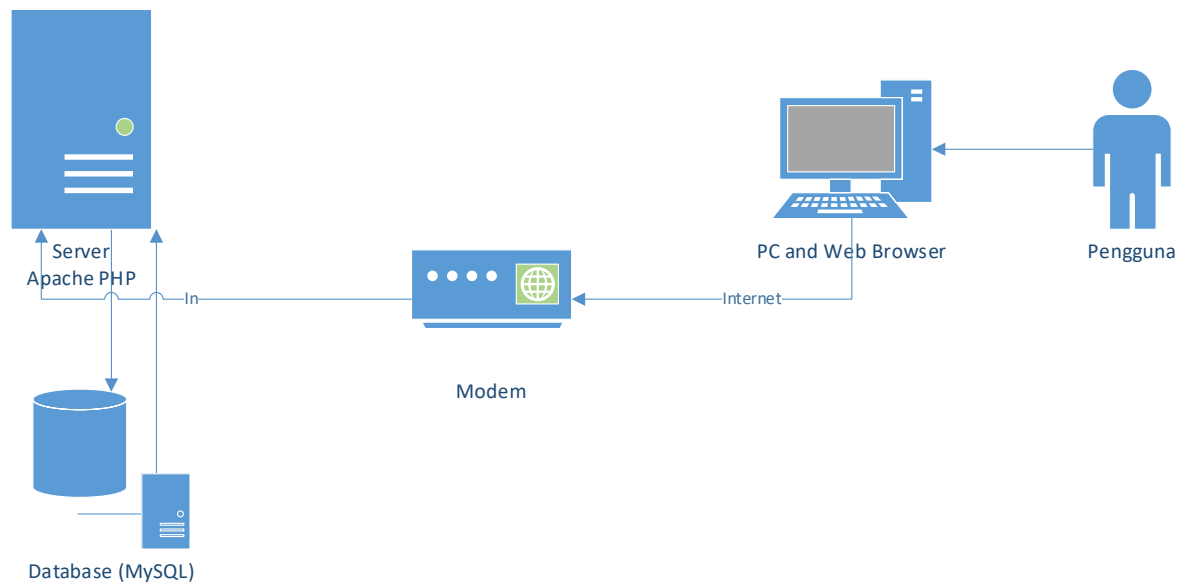 Server
Apache PHP
PC and Web Browser
Pengguna
In
Internet
Modem
Database (MySQL)